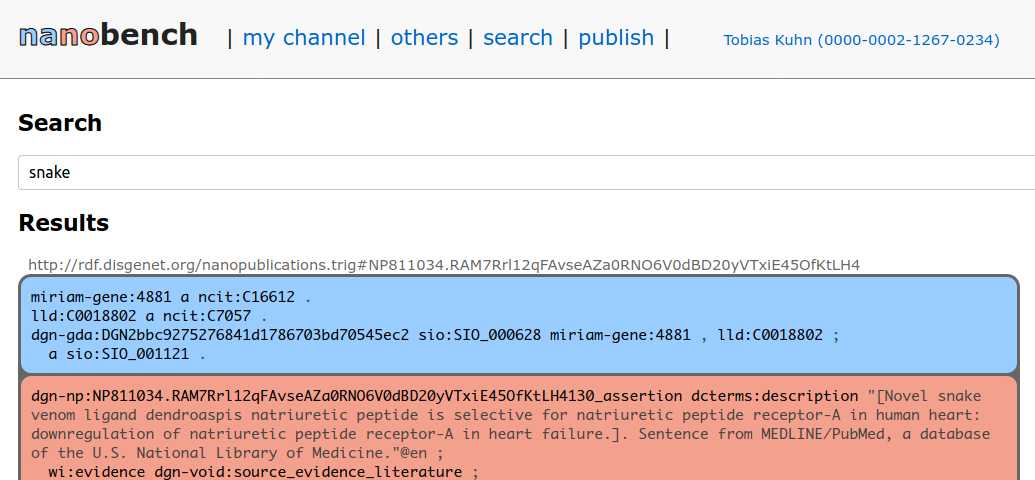 nanobench | my channel | others | search | publish | Tobias Kuhn (0000-0002-1267-0234)
Search
snake
Results
http://rdf.disgenet.org/nanopublications.trig#NP811034.RAM7Rrl12qFAvseAZa0RNO6V0dBD20yVTxiE45OfKtLH4
miriam-gene:4881 a ncit:C16612 .
lld:C0018802 a ncit:C7057 .
dgn-gda:DGN2bbc9275276841d1786703bd70545ec2 sio:SIO_000628 miriam-gene:4881 , lld:C0018802 ;
a sio:SIO_001121 .
dgn-np:NP811034.RAM7Rrl12qFAvseAZa0RNO6V0dBD20yVTxiE45OfKtLH4130_assertion dcterms:description "[Novel snake
venom ligand dendroaspis natriuretic peptide is selective for natriuretic peptide receptor-A in human heart:
downregulation of natriuretic peptide receptor-A in heart failure.]. Sentence from MEDLINE/PubMed, a database
of the U.S. National Library of Medicine."@en ;
wi:evidence dgn-void:source_evidence_literature ;